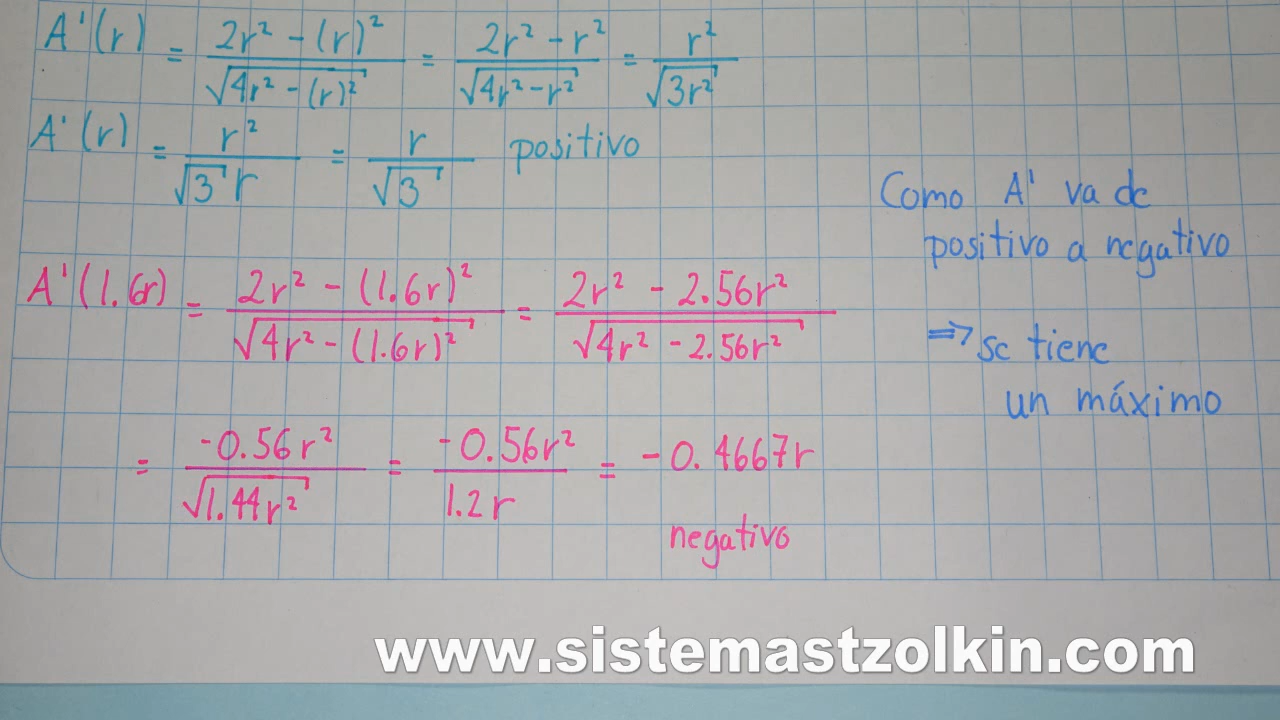 A'(r) = (2r² - (r)²)/√(4r² - (r)²) = (2r² - r²)/√(4r² - r²) = r²/√(3r²)
A'(r) = r²/(√3 r) = r/√3 positivo
Como A' va de
positivo a negativo
A'(1.6r) = (2r² - (1.6r)²)/√(4r² - (1.6r)²) = (2r² - 2.56r²)/√(4r² - 2.56r²)
⇒ se tiene
un máximo
= (-0.56r²)/√(1.44r²) = (-0.56r²)/(1.2r) = -0.4667r
negativo
www.sistemastzolkin.com